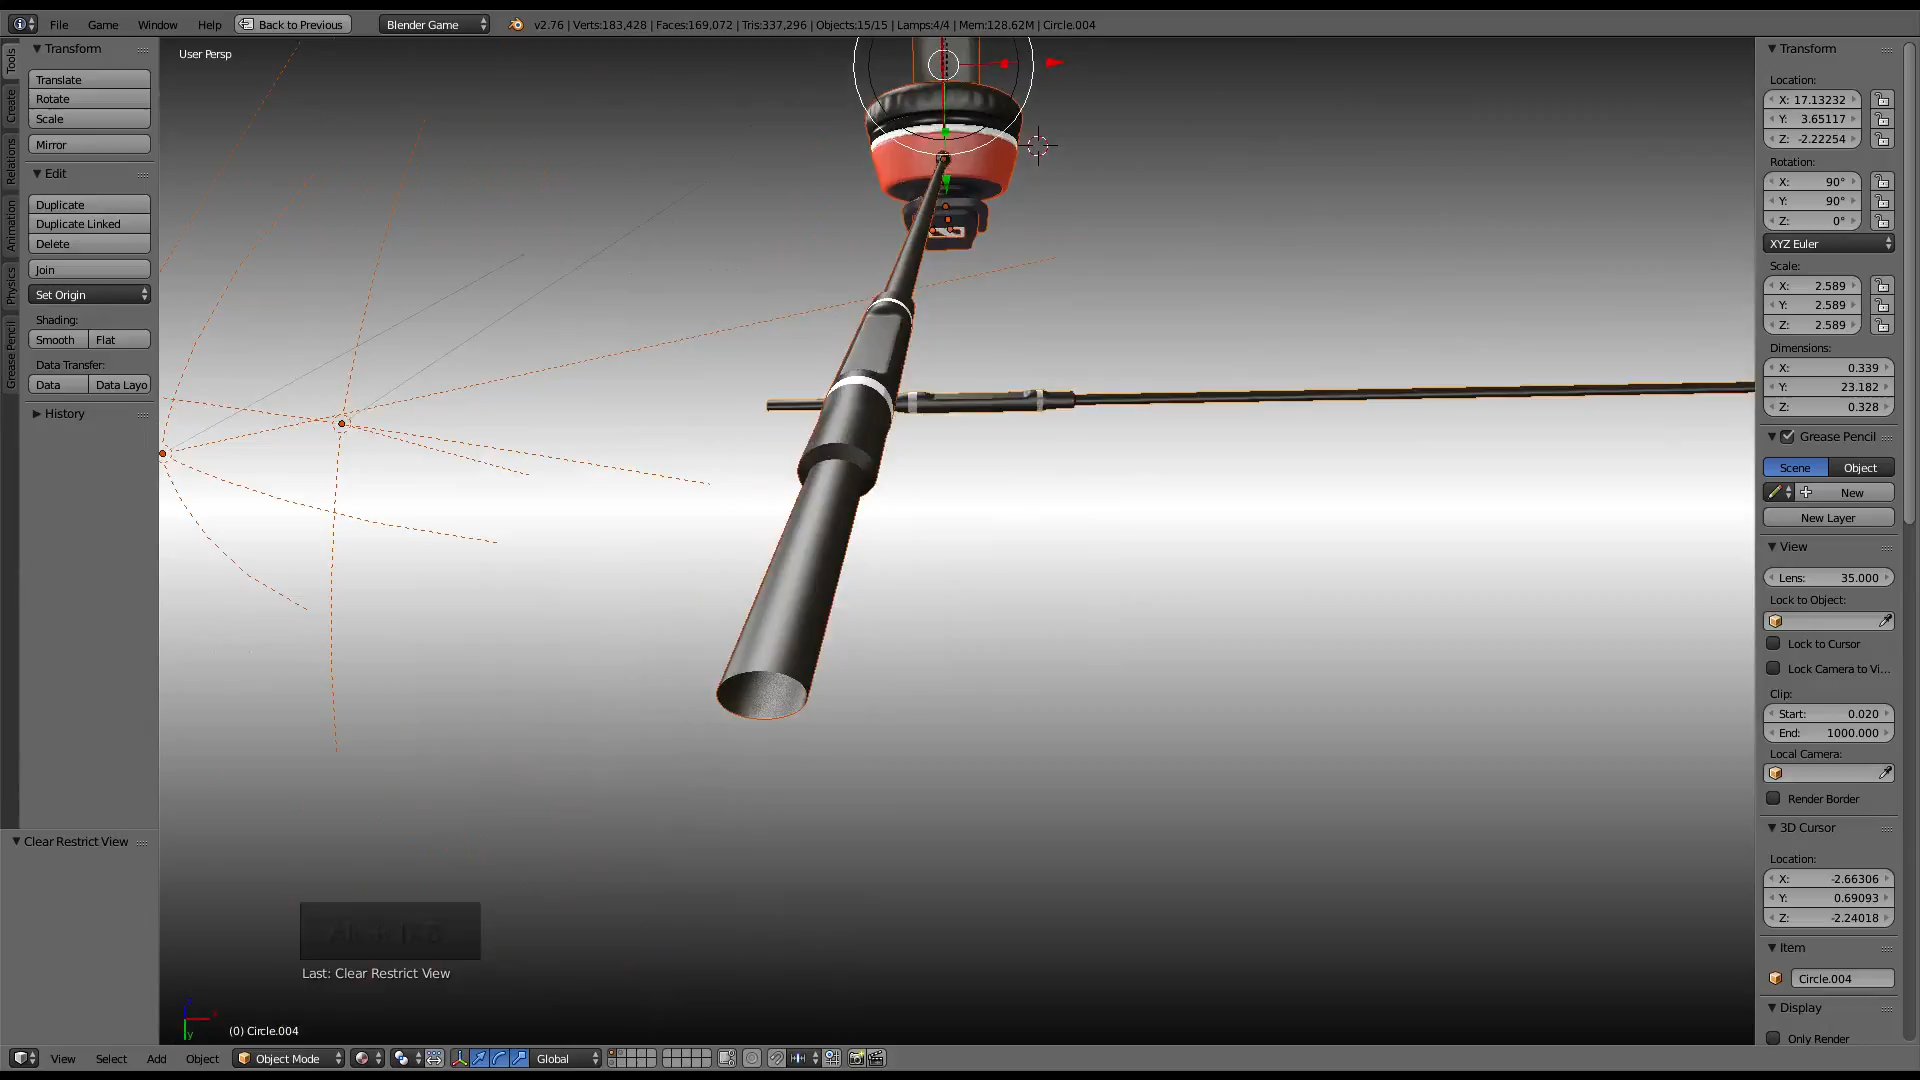 File Game Window Help Back to Previous Blender Game v2.76 | Verts:183,428 | Faces:169,072 | Tris:337,296 | Objects:15/15 | Lamps:4/4 | Mem:128.62M | Circle.004
Tools
Create
Relations
Animation
Physics
Grease Pencil
Transform
Translate
Rotate
Scale
Mirror
Edit
Duplicate
Duplicate Linked
Delete
Join
Set Origin
Shading:
Smooth Flat
Data Transfer:
Data Data Layo
History
Clear Restrict View
User Persp
Last: Clear Restrict View
(0) Circle.004
Transform
Location:
X: 17.13232
Y: 3.65117
Z: -2.22254
Rotation:
X: 90°
Y: 90°
Z: 0°
XYZ Euler
Scale:
X: 2.589
Y: 2.589
Z: 2.589
Dimensions:
X: 0.339
Y: 23.182
Z: 0.328
Grease Pencil
Scene Object
New
New Layer
View
Lens: 35.000
Lock to Object:
Lock to Cursor
Lock Camera to Vi...
Clip:
Start: 0.020
End: 1000.000
Local Camera:
Render Border
3D Cursor
Location:
X: -2.66306
Y: 0.69093
Z: -2.24018
Item
Circle.004
Display
Only Render
View Select Add Object Object Mode Global